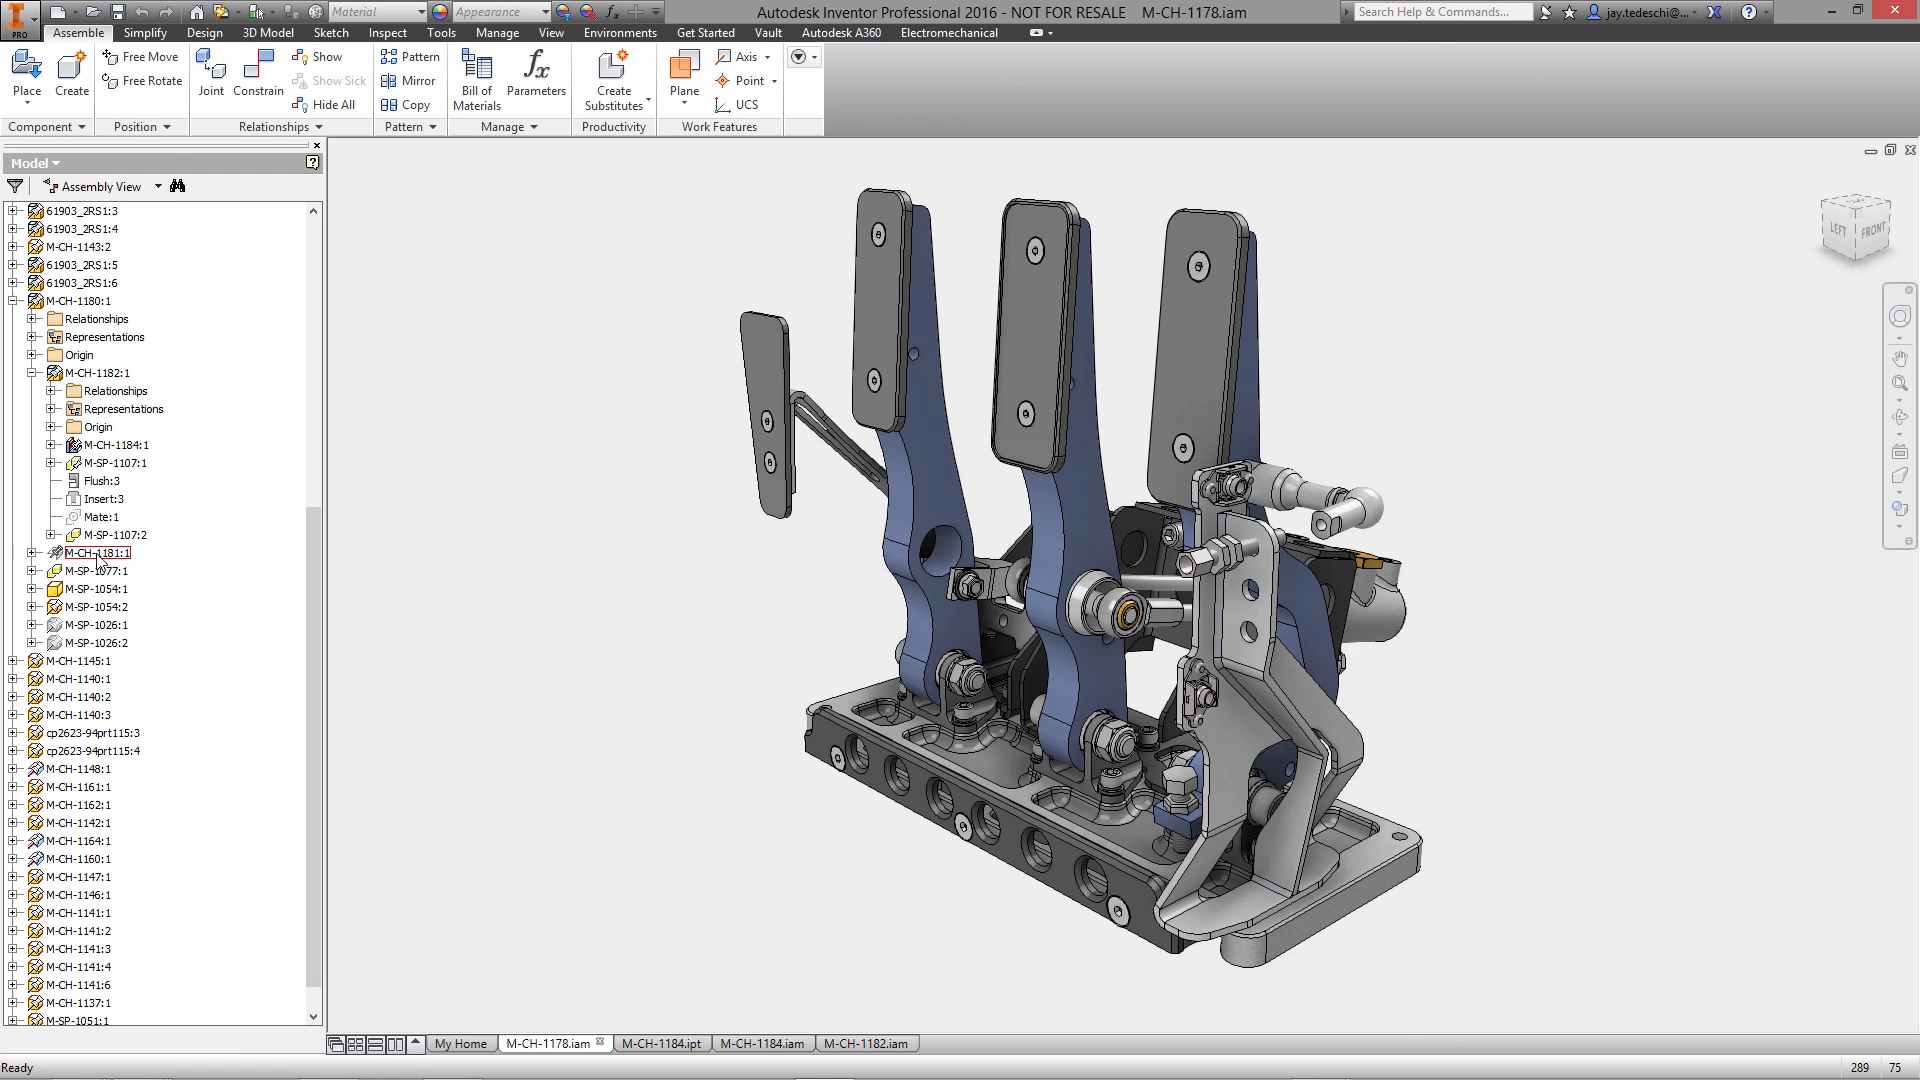 Material
Appearance
Autodesk Inventor Professional 2016 - NOT FOR RESALE M-CH-1178.iam
Search Help & Commands...
jay.tedeschi@...
PRO
Assemble Simplify Design 3D Model Sketch Inspect Tools Manage View Environments Get Started Vault Autodesk A360 Electromechanical
Place
Create
Free Move
Free Rotate
Joint
Constrain
Show
Show Sick
Hide All
Pattern
Mirror
Copy
Bill of
Materials
Parameters
Create
Substitutes
Plane
Axis
Point
UCS
Component Position Relationships Pattern Manage Productivity Work Features
Model
Assembly View
61903_2RS1:3
61903_2RS1:4
M-CH-1143:2
61903_2RS1:5
61903_2RS1:6
M-CH-1180:1
Relationships
Representations
Origin
M-CH-1182:1
Relationships
Representations
Origin
M-CH-1184:1
M-SP-1107:1
Flush:3
Insert:3
Mate:1
M-SP-1107:2
M-CH-1181:1
M-SP-1077:1
M-SP-1054:1
M-SP-1054:2
M-SP-1026:1
M-SP-1026:2
M-CH-1145:1
M-CH-1140:1
M-CH-1140:2
M-CH-1140:3
cp2623-94prt115:3
cp2623-94prt115:4
M-CH-1148:1
M-CH-1161:1
M-CH-1162:1
M-CH-1142:1
M-CH-1164:1
M-CH-1160:1
M-CH-1147:1
M-CH-1146:1
M-CH-1141:1
M-CH-1141:2
M-CH-1141:3
M-CH-1141:4
M-CH-1141:6
M-CH-1137:1
M-SP-1051:1
LEFT FRONT
My Home M-CH-1178.iam M-CH-1184.ipt M-CH-1184.iam M-CH-1182.iam
Ready
289 75